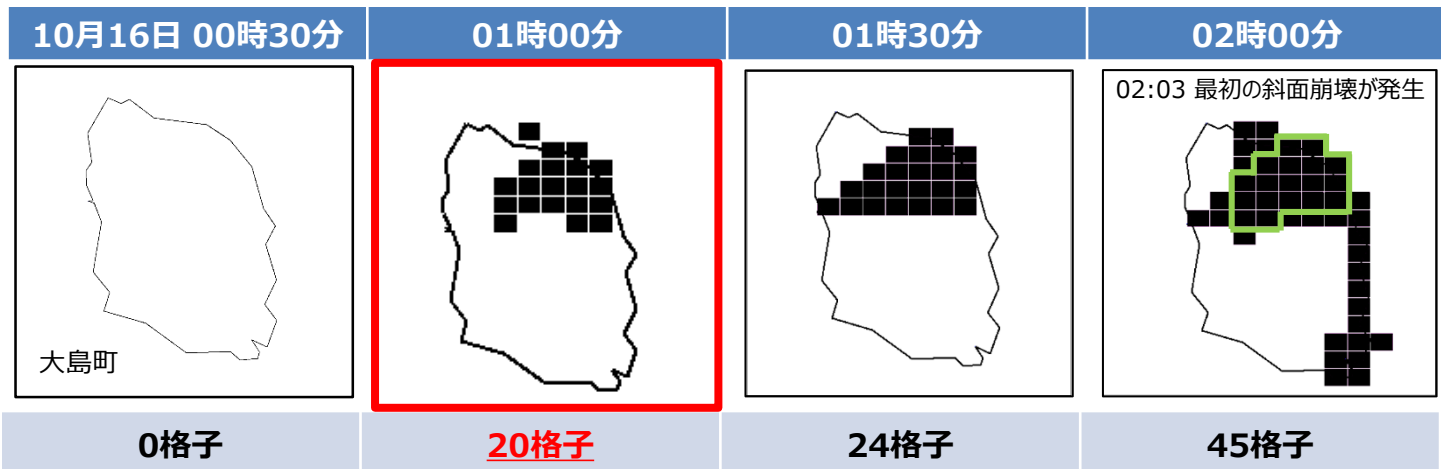 10月16日 00時30分
01時00分
01時30分
02時00分
02:03 最初の斜面崩壊が発生
大島町
0格子
20格子
24格子
45格子